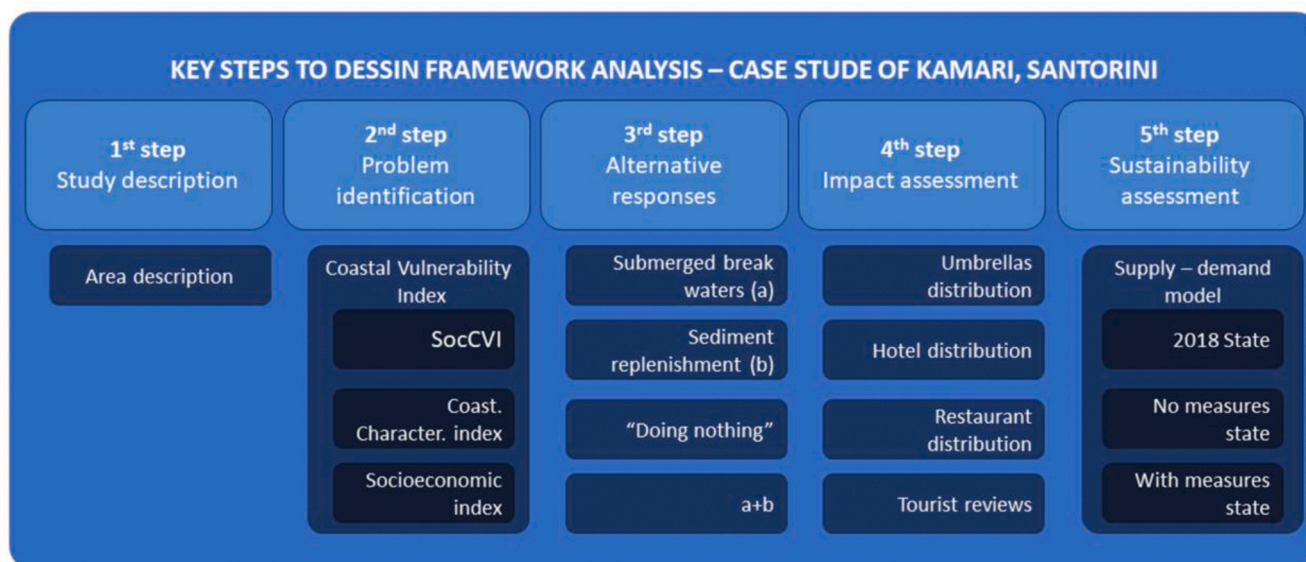 KEY STEPS TO DESSIN FRAMEWORK ANALYSIS – CASE STUDY OF KAMARI, SANTORINI
1st step
Study description
Area description
2nd step
Problem
identification
Coastal Vulnerability
Index
SocCVI
Coast.
Character. index
Socioeconomic
index
3rd step
Alternative
responses
Submerged break
waters (a)
Sediment
replenishment (b)
“Doing nothing”
a+b
4th step
Impact assessment
Umbrellas
distribution
Hotel distribution
Restaurant
distribution
Tourist reviews
5th step
Sustainability
assessment
Supply – demand
model
2018 State
No measures
state
With measures
state